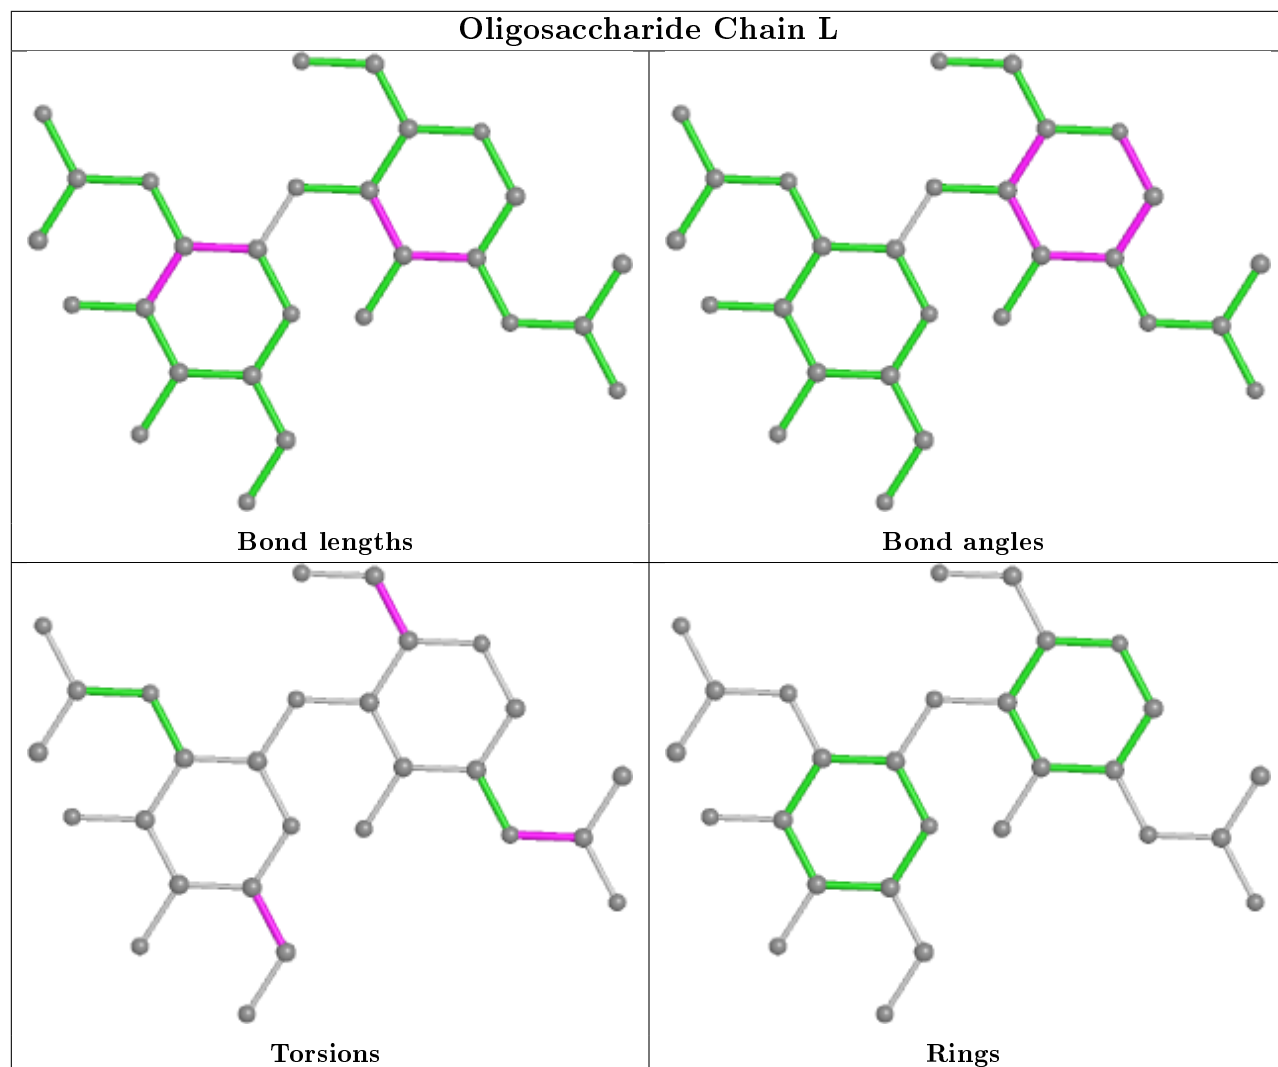 Oligosaccharide Chain L
Bond lengths
Bond angles
Torsions
Rings